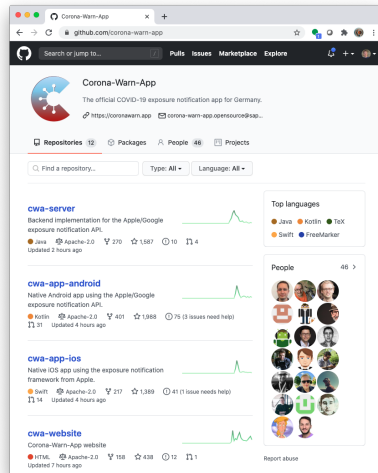 Corona-Warn-App
github.com/corona-warn-app
Search or jump to...
/
Pulls Issues Marketplace Explore
Corona-Warn-App
The official COVID-19 exposure notification app for Germany.
https://coronawarn.app corona-warn-app.opensource@sap...
Repositories 12 Packages People 46 Projects
Find a repository... Type: All Language: All
cwa-server
Backend implementation for the Apple/Google
exposure notification API.
Java Apache-2.0 270 1,587 10 4
Updated 2 hours ago
cwa-app-android
Native Android app using the Apple/Google
exposure notification API.
Kotlin Apache-2.0 401 1,988 75 (3 issues need help)
31 Updated 4 hours ago
cwa-app-ios
Native iOS app using the exposure notification
framework from Apple.
Swift Apache-2.0 217 1,389 41 (1 issue needs help)
14 Updated 4 hours ago
cwa-website
Corona-Warn-App website
HTML Apache-2.0 158 438 12 1
Updated 7 hours ago
Top languages
Java Kotlin TeX
Swift FreeMarker
People 46 >
Report abuse